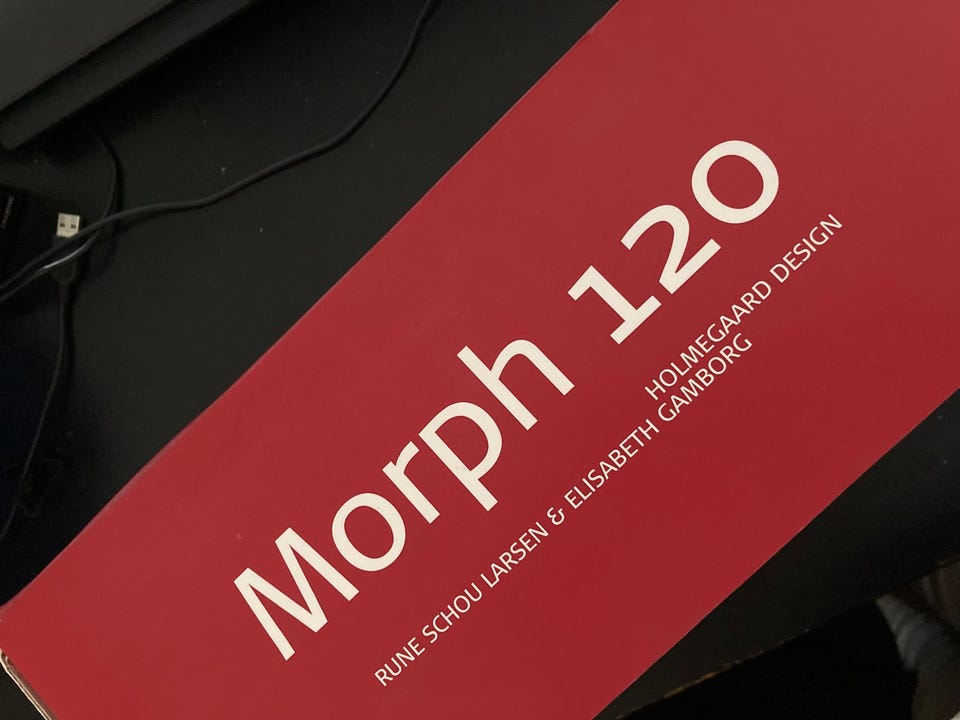 Morph 120
HOLMEGAARD DESIGN
RUNE SCHOU LARSEN & ELISABETH GAMBORG